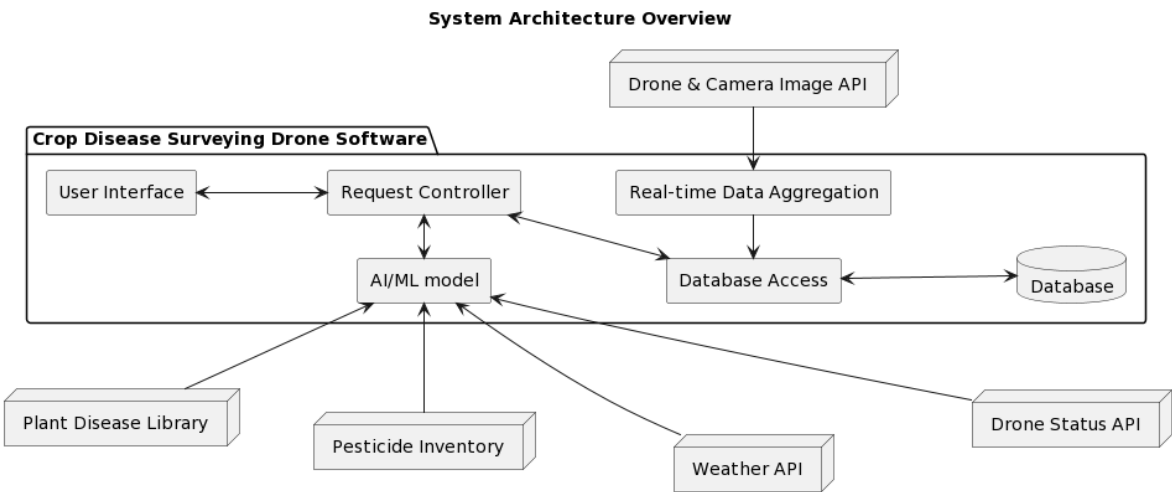 System Architecture Overview
Drone & Camera Image API
Crop Disease Surveying Drone Software
User Interface
Request Controller
Real-time Data Aggregation
AI/ML model
Database Access
Database
Plant Disease Library
Pesticide Inventory
Weather API
Drone Status API